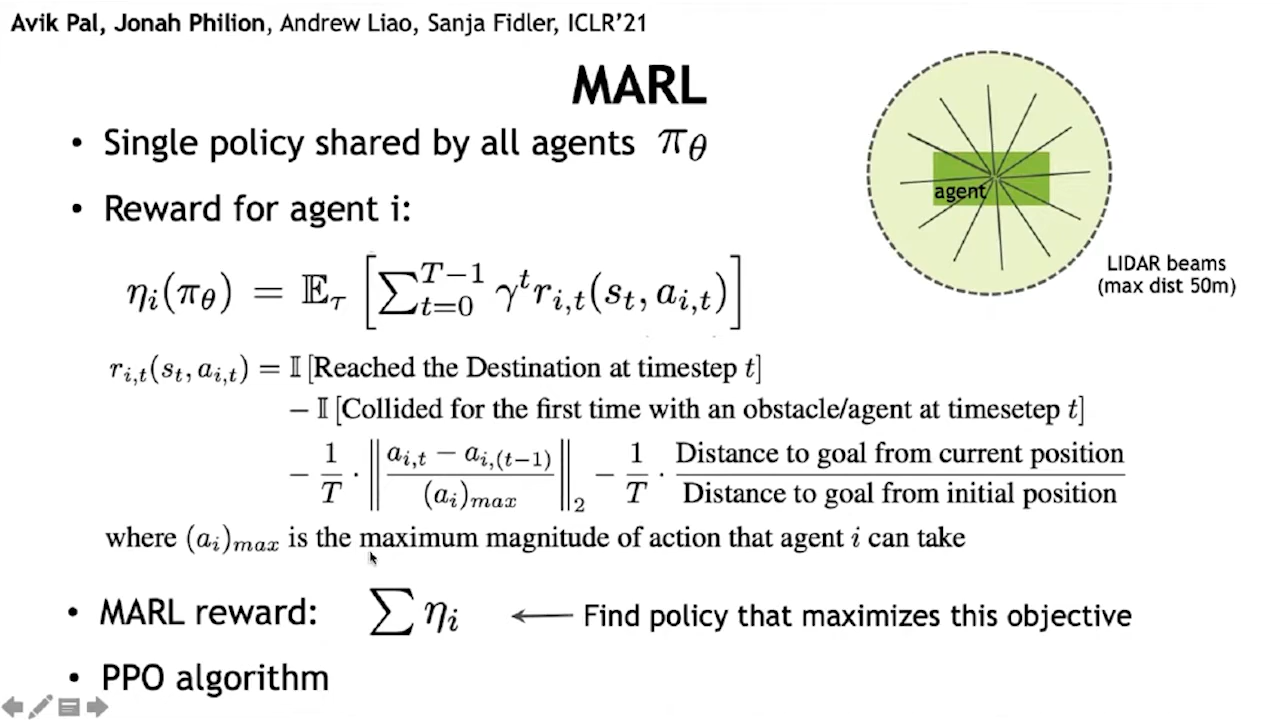 Avik Pal, Jonah Philion, Andrew Liao, Sanja Fidler, ICLR'21
MARL
• Single policy shared by all agents π_θ
• Reward for agent i:
η_i(π_θ) = 𝔼_τ [∑_{t=0}^{T−1} γ^t r_{i,t}(s_t, a_{i,t})]
agent
LIDAR beams
(max dist 50m)
r_{i,t}(s_t, a_{i,t}) = 𝕀 [Reached the Destination at timestep t]
− 𝕀 [Collided for the first time with an obstacle/agent at timesetep t]
− 1/T · ‖(a_{i,t} − a_{i,(t−1)})/(a_i)_{max}‖_2 − 1/T · Distance to goal from current position / Distance to goal from initial position
where (a_i)_{max} is the maximum magnitude of action that agent i can take
• MARL reward: ∑ η_i ← Find policy that maximizes this objective
• PPO algorithm